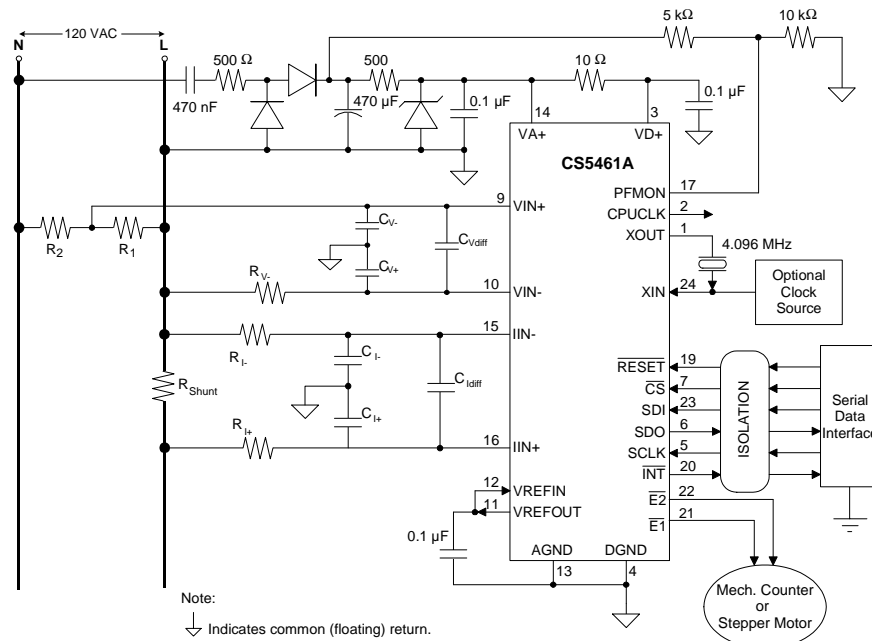 120 VAC
N
L
5 kΩ
10 kΩ
500 Ω
500
10 Ω
470 nF
470 µF
0.1 µF
0.1 µF
14
3
VA+
VD+
CS5461A
9
VIN+
PFMON
17
CPUCLK
2
XOUT
1
4.096 MHz
R2
R1
CV-
CV+
CVdiff
RV-
10
VIN-
XIN
24
Optional
Clock
Source
15
IIN-
RI-
CI-
CI+
CIdiff
RShunt
RI+
16
IIN+
RESET
19
CS
7
SDI
23
SDO
6
SCLK
5
INT
20
E2
22
E1
21
ISOLATION
Serial
Data
Interface
12
VREFIN
11
VREFOUT
0.1 µF
AGND
DGND
13
4
Mech. Counter
or
Stepper Motor
Note:
Indicates common (floating) return.